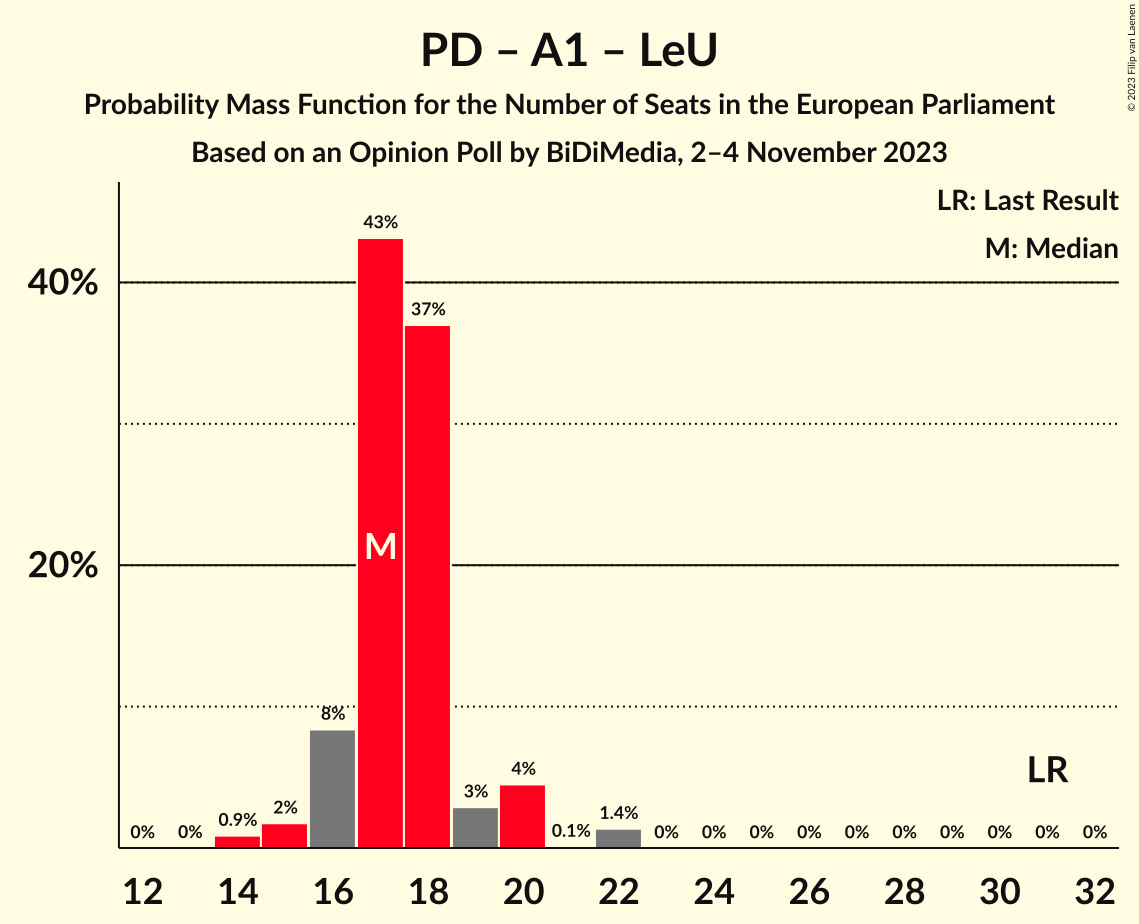 PD – A1 – LeU
Probability Mass Function for the Number of Seats in the European Parliament
Based on an Opinion Poll by BiDiMedia, 2–4 November 2023
© 2023 Filip van Laenen
LR: Last Result
M: Median
40%
20%
0%
0%
0.9%
2%
8%
43%
M
37%
3%
4%
0.1%
1.4%
0%
0%
0%
0%
0%
0%
0%
0%
0%
0%
LR
12 14 16 18 20 22 24 26 28 30 32